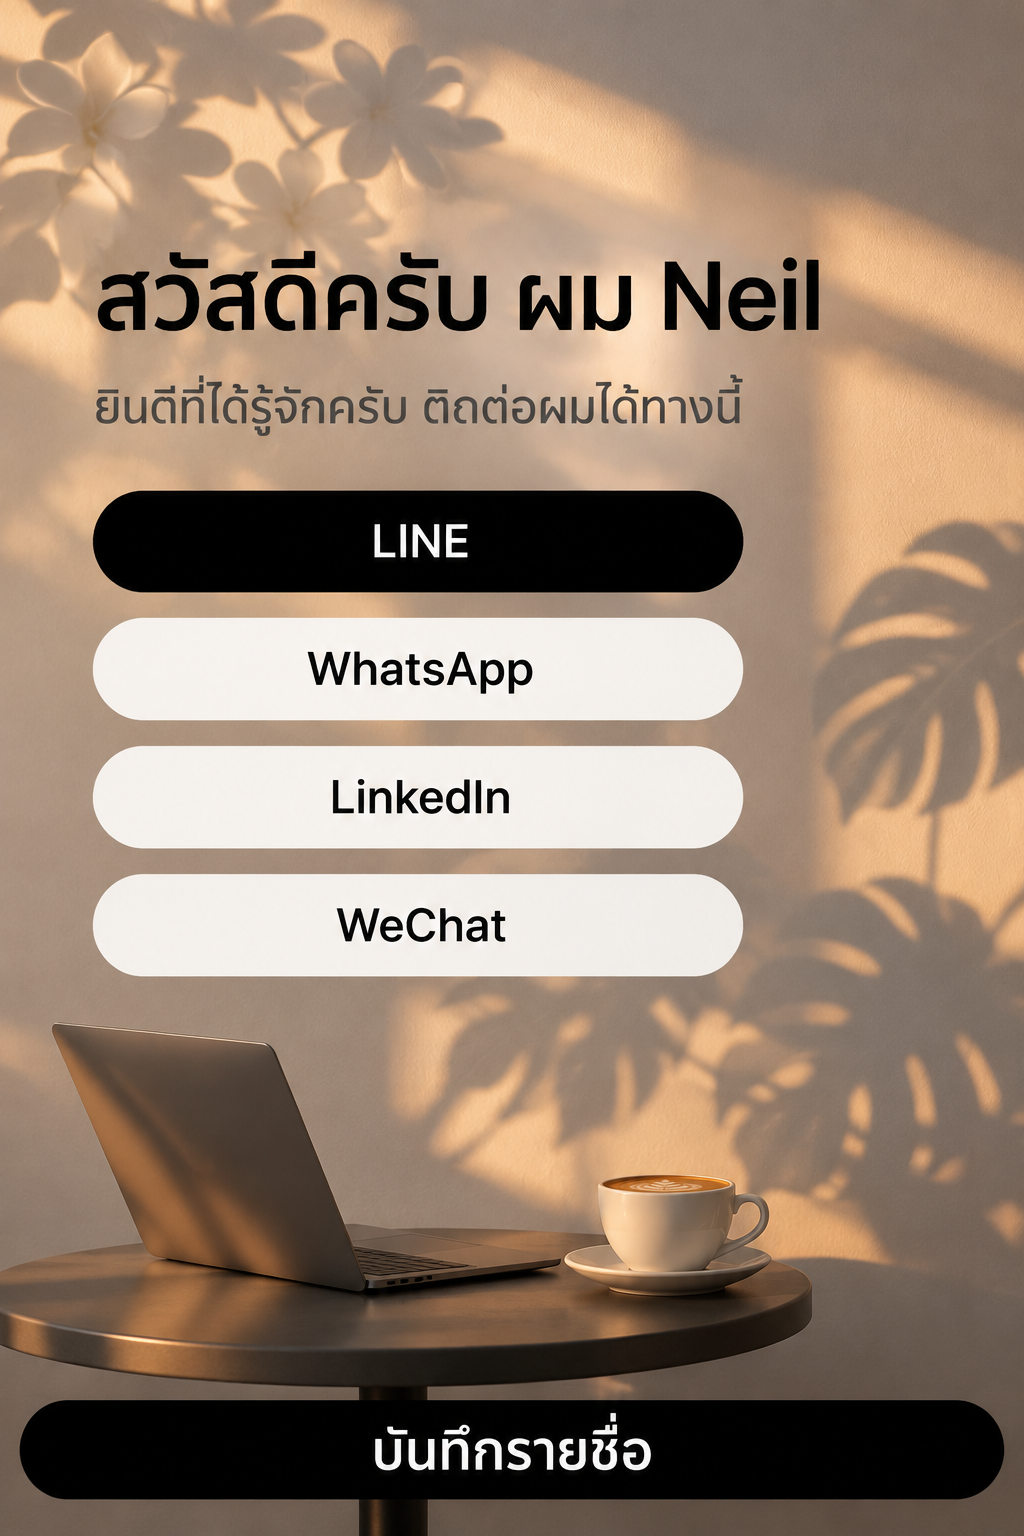 สวัสดีครับ ผม Neil
ยินดีที่ได้รู้จักครับ ติดต่อผมได้ทางนี้
LINE
WhatsApp
LinkedIn
WeChat
บันทึกรายชื่อ